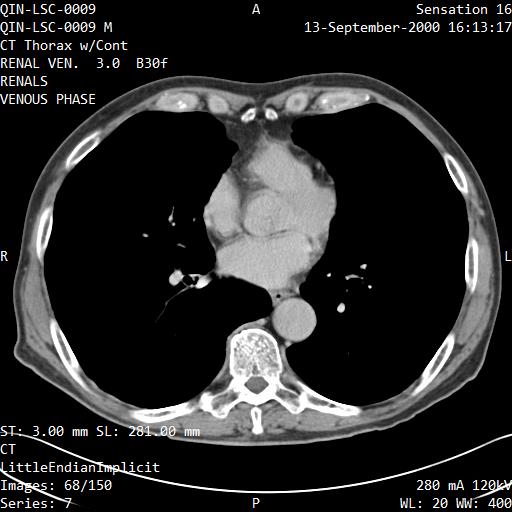 QIN-LSC-0009 A Sensation 16
QIN-LSC-0009 M 13-September-2000 16:13:17
CT Thorax w/Cont
RENAL VEN. 3.0 B30f
RENALS
VENOUS PHASE
R L
ST: 3.00 mm SL: 281.00 mm
CT
LittleEndianImplicit
Images: 68/150 280 mA 120kV
Series: 7 P WL: 20 WW: 400